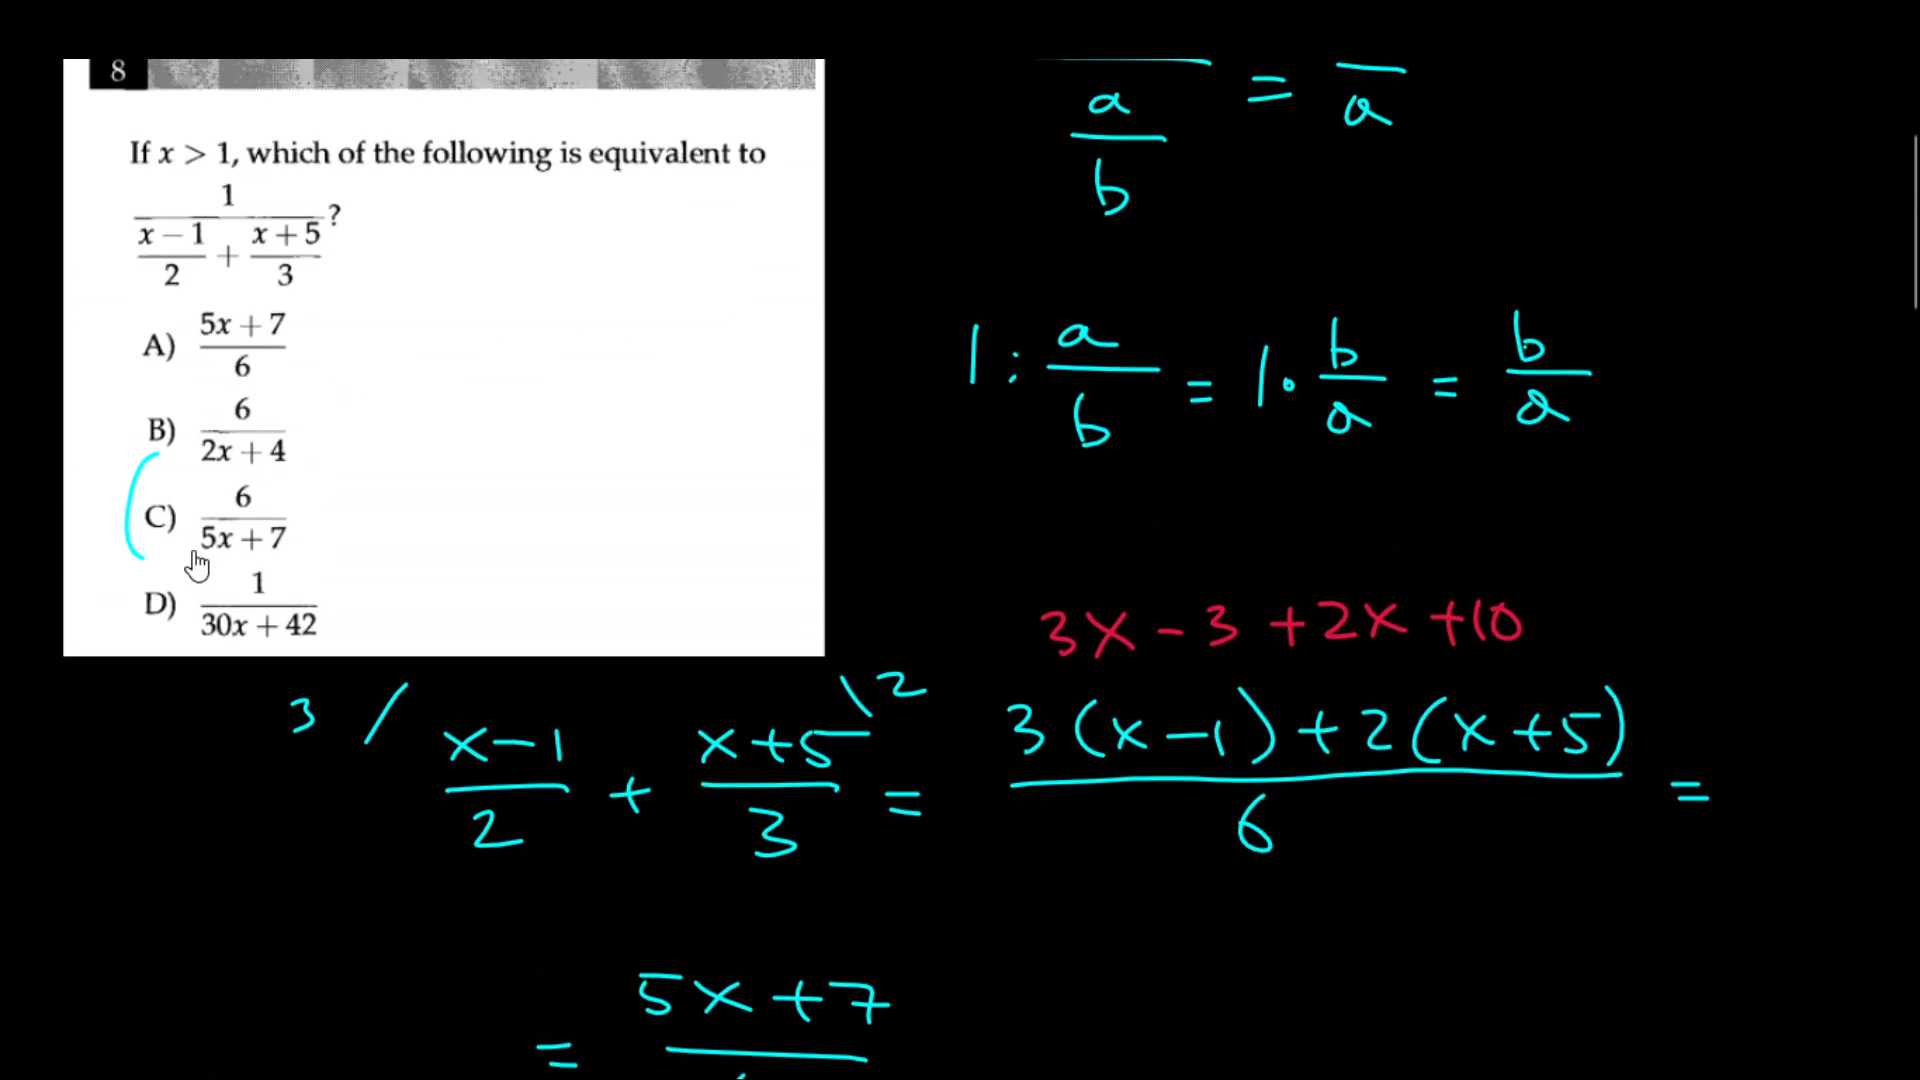 8
If x > 1, which of the following is equivalent to
1
x − 1 x + 5 ?
2 + 3
A) 5x + 7
6
B) 6
2x + 4
C) 6
5x + 7
D) 1
30x + 42
a = a
b
1 : a = 1 · b = b
b a a
3x - 3 + 2x + 10
3 / x - 1 + x + 5 \ 2 = 3 (x - 1) + 2 (x + 5) =
2 3 6
= 5x + 7